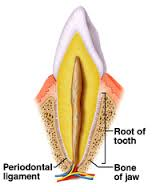 Root of
tooth
Periodontal
ligament
Bone
of jaw